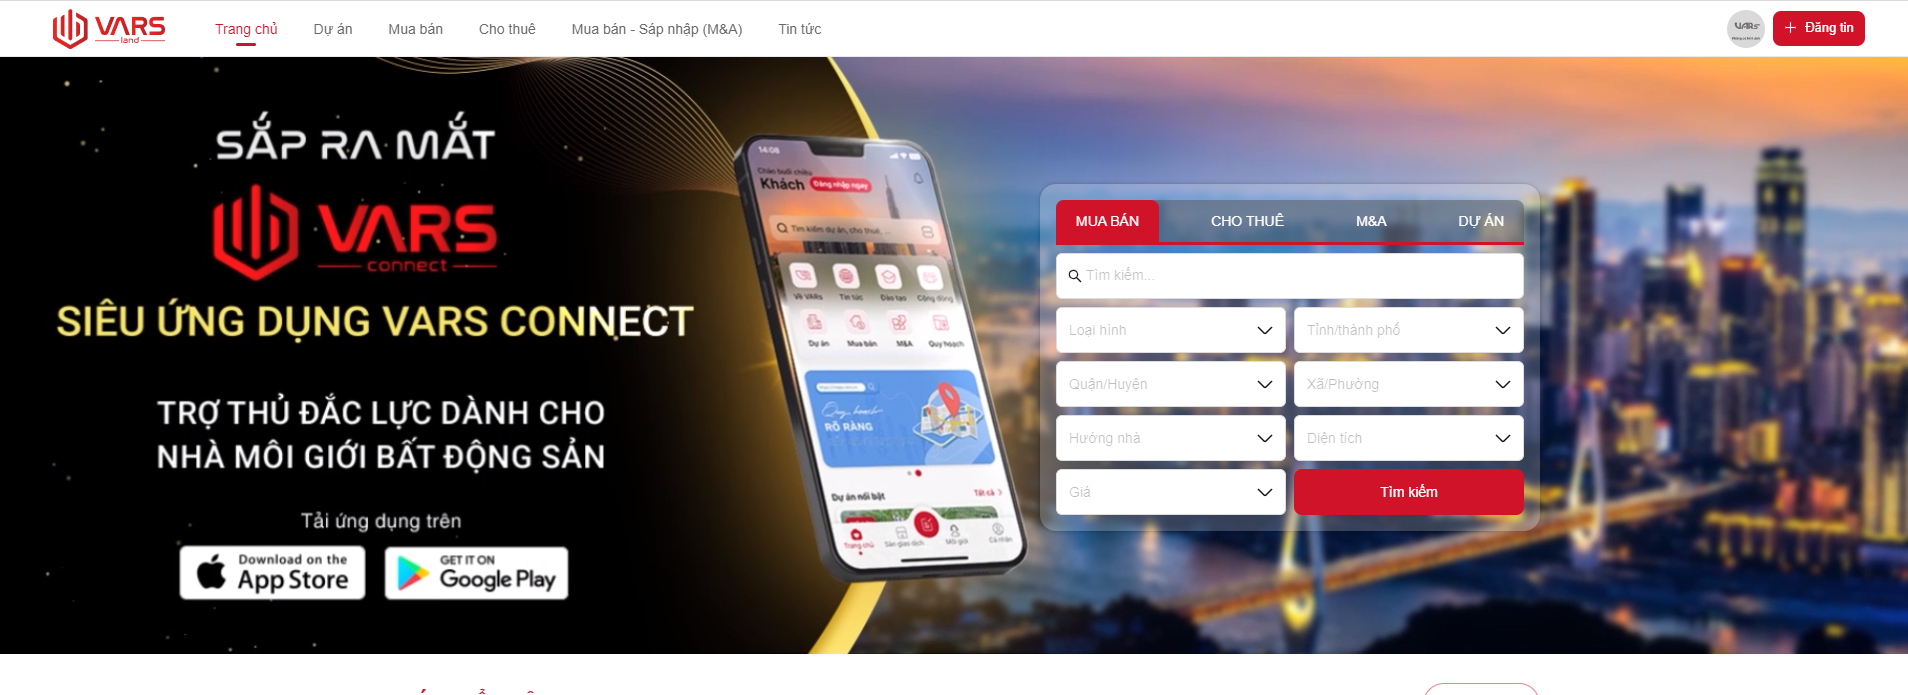 VARS
land
Trang chủ
Dự án
Mua bán
Cho thuê
Mua bán - Sáp nhập (M&A)
Tin tức
VARS
+ Đăng tin
SẮP RA MẮT
VARS
connect
SIÊU ỨNG DỤNG VARS CONNECT
TRỢ THỦ ĐẮC LỰC DÀNH CHO
NHÀ MÔI GIỚI BẤT ĐỘNG SẢN
Tải ứng dụng trên
Download on the
App Store
GET IT ON
Google Play
14:08
Chào buổi chiều
Khách
Đăng nhập ngay
Tìm kiếm dự án, cho thuê, ...
Về VARs
Tin tức
Đào tạo
Cộng đồng
Dự án
Mua bán
M&A
Quy hoạch
Quy hoạch
RÕ RÀNG
Dự án nổi bật
Tất cả
Trang chủ
Sàn giao dịch
Môi giới
Cá nhân
MUA BÁN
CHO THUÊ
M&A
DỰ ÁN
Tìm kiếm...
Loại hình
Tỉnh/thành phố
Quận/Huyện
Xã/Phường
Hướng nhà
Diện tích
Giá
Tìm kiếm